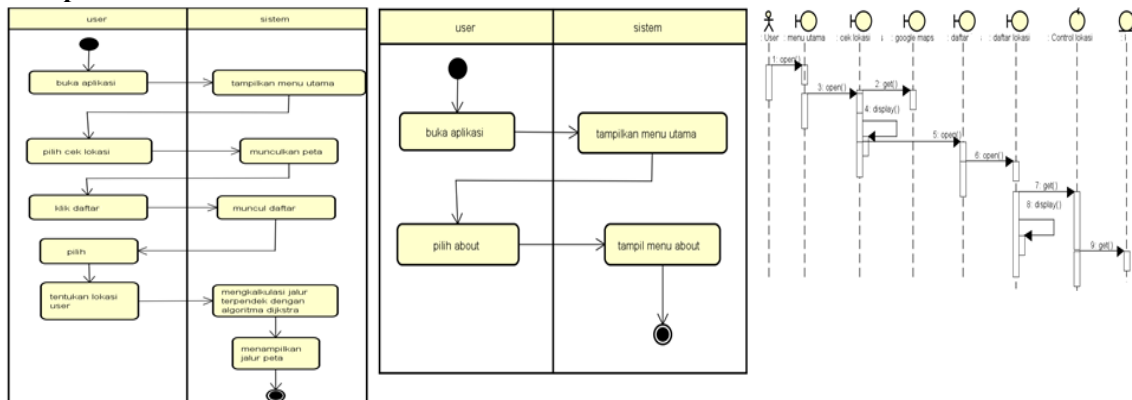 user sistem
buka aplikasi tampilkan menu utama
pilih cek lokasi munculkan peta
klik daftar muncul daftar
pilih
tentukan lokasi
user
mengkalkulasi jalur
terpendek dengan
algoritma dijkstra
menampilkan
jalur peta
user sistem
buka aplikasi tampilkan menu utama
pilih about tampil menu about
: User : menu utama : cek lokasi : google maps : daftar : daftar lokasi : Control lokasi
1: open()
2: get()
3: open()
4: display()
5: open()
6: open()
7: get()
8: display()
9: get()